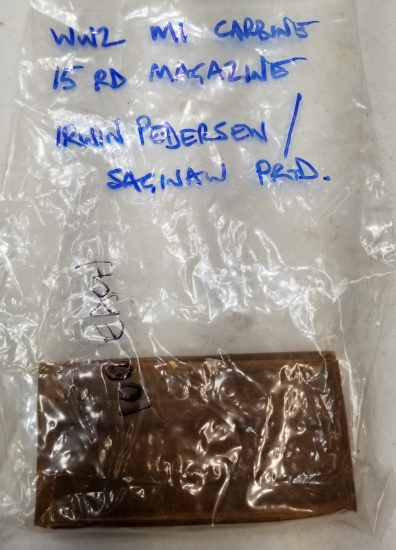 WW2 M1 CARBINE
15 RD MAGAZINE
IRWIN PEDERSEN /
SAGINAW PROD.